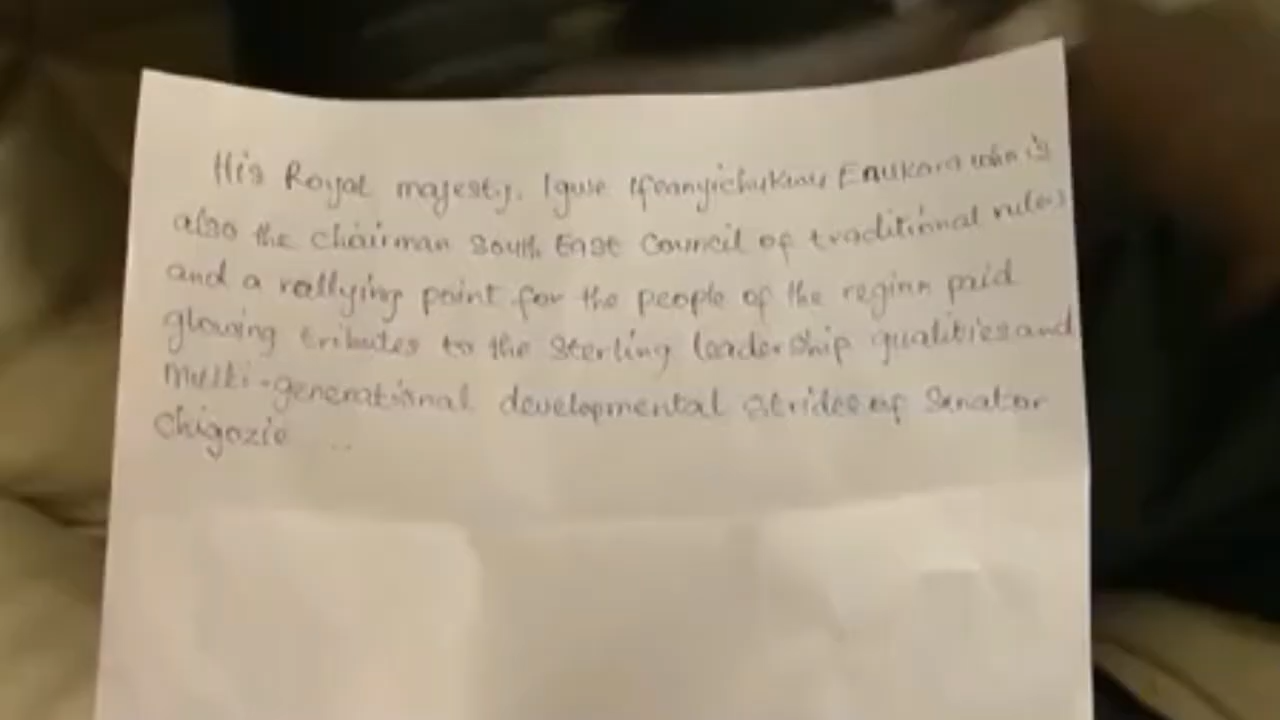 His Royal majesty, Igwe Ifeanyichukwu Enukora who is
also the chairman South East Council of traditional rulers
and a rallying point for the people of the reginn paid
glowing tributes to the Sterling leadership qualities and
multi-generational developmental strides of Senator
Chigozie ...